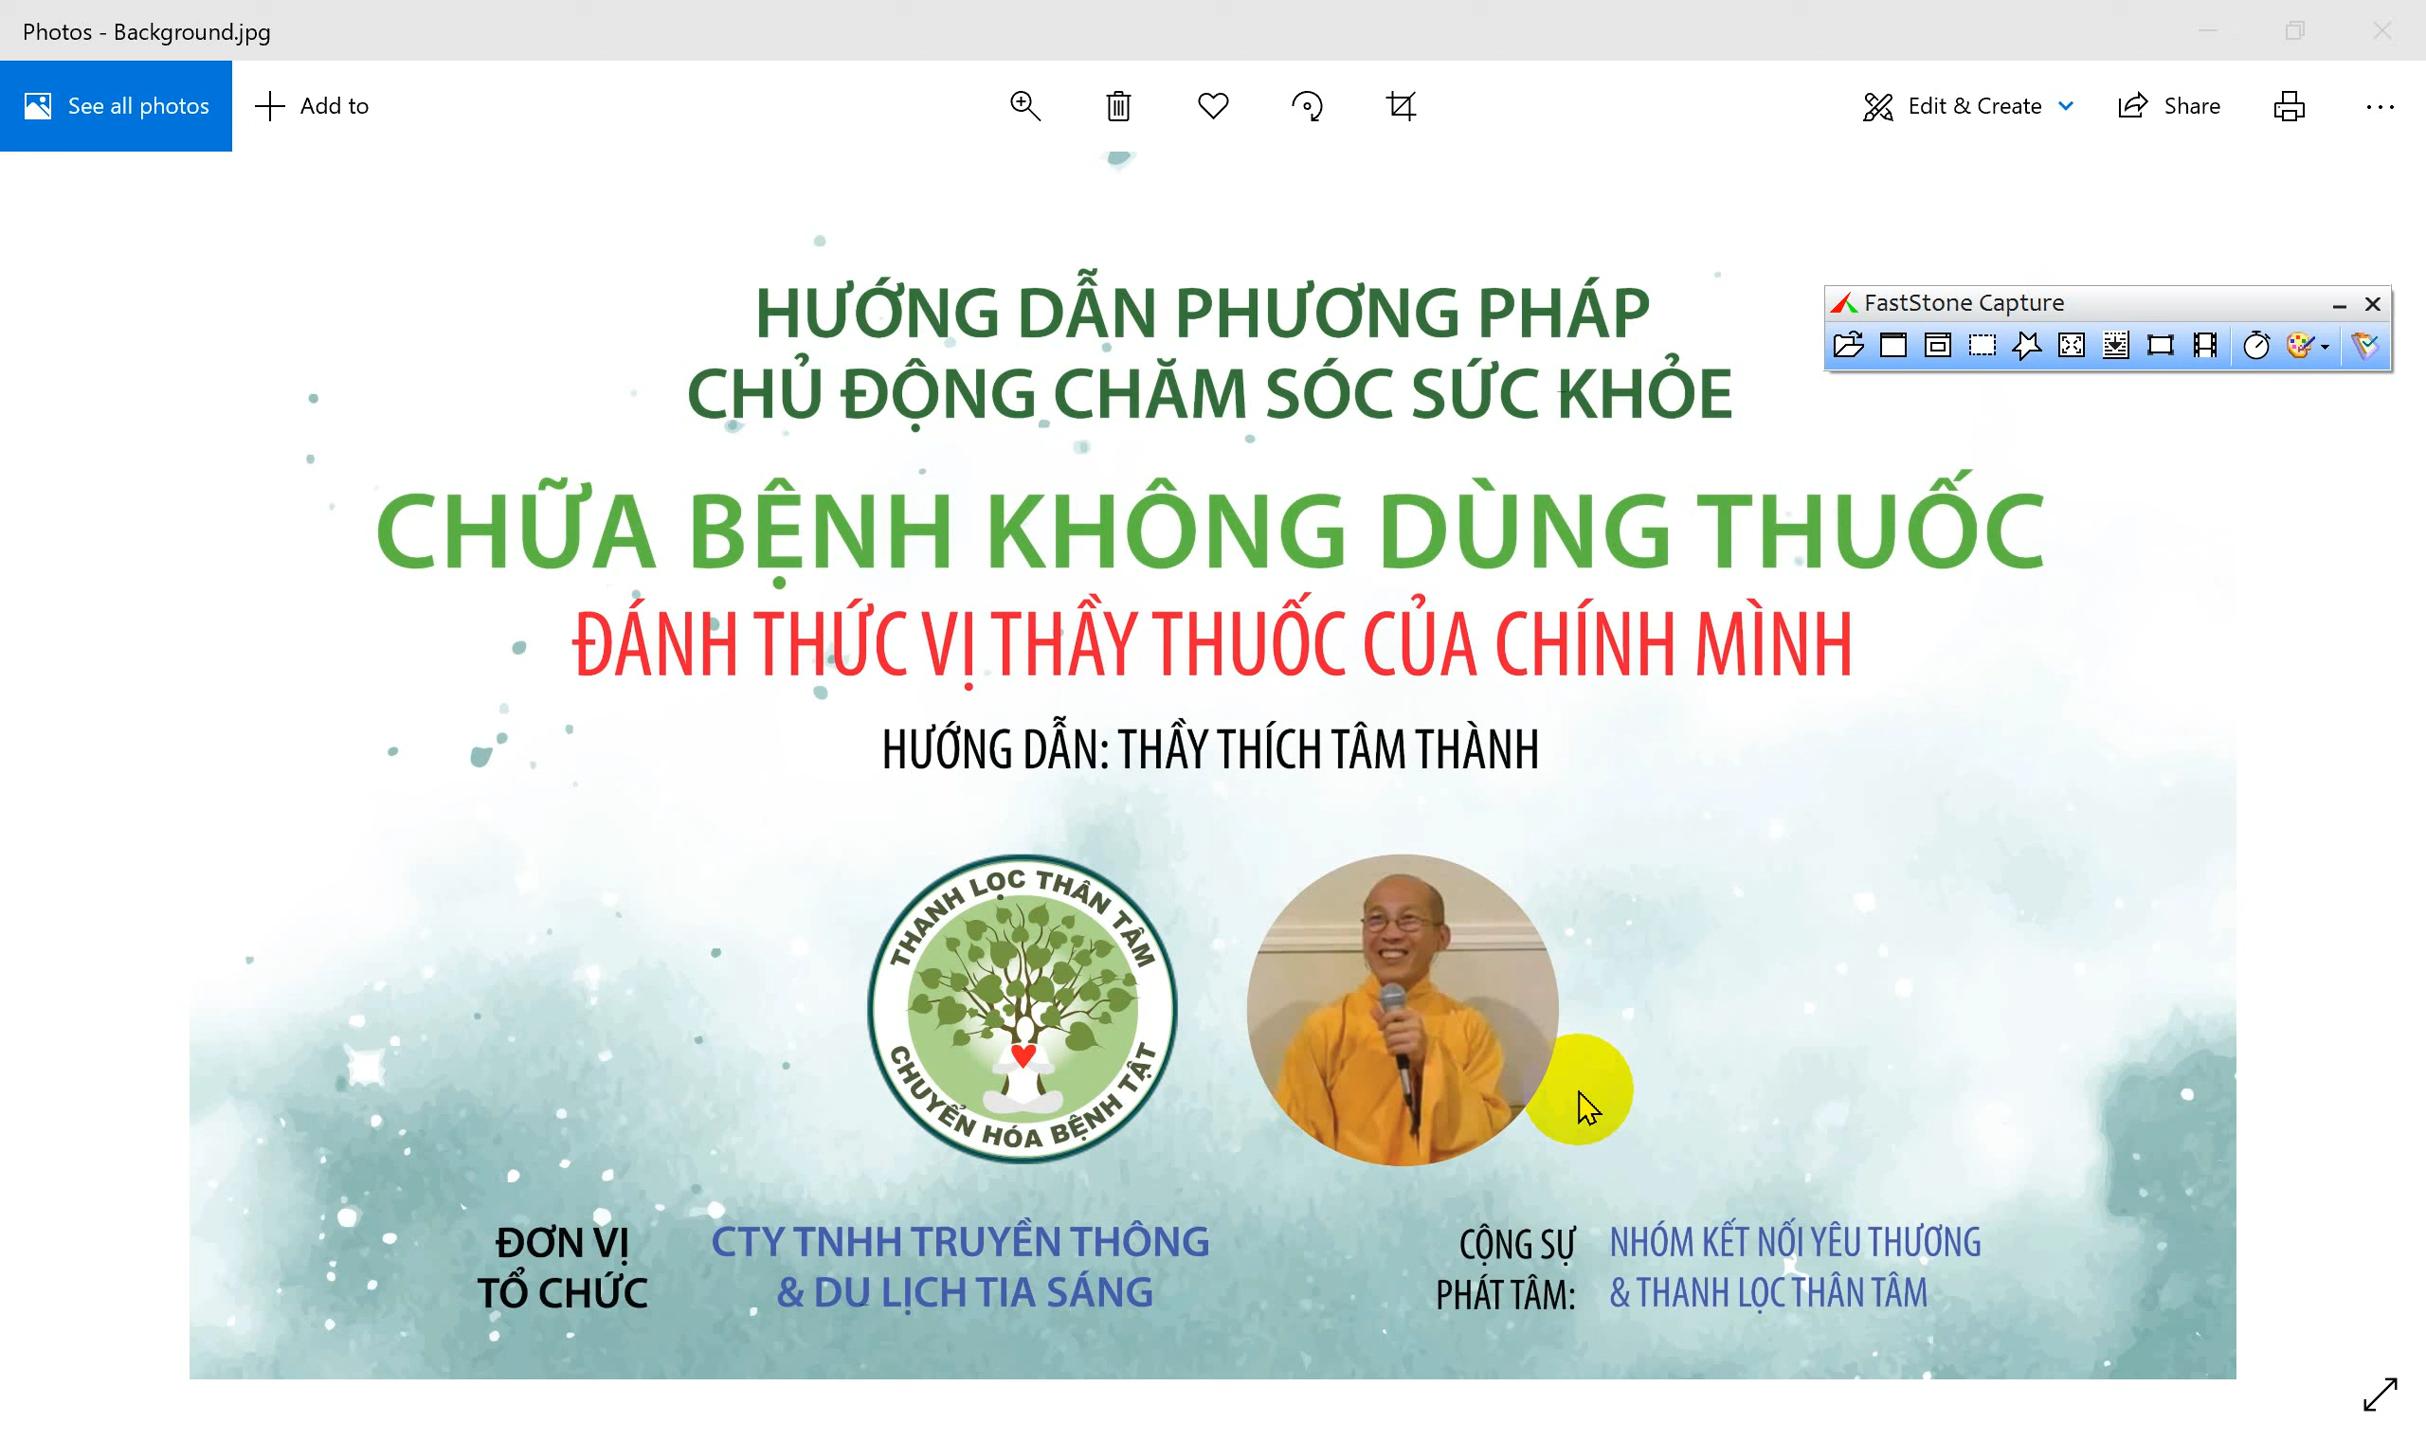 Photos - Background.jpg
See all photos
Add to
Edit & Create
Share
FastStone Capture
HƯỚNG DẪN PHƯƠNG PHÁP
CHỦ ĐỘNG CHĂM SÓC SỨC KHỎE
CHỮA BỆNH KHÔNG DÙNG THUỐC
ĐÁNH THỨC VỊ THẦY THUỐC CỦA CHÍNH MÌNH
HƯỚNG DẪN: THẦY THÍCH TÂM THÀNH
THANH LỌC THÂN TÂM
CHUYỂN HÓA BỆNH TẬT
ĐƠN VỊ
TỔ CHỨC
CTY TNHH TRUYỀN THÔNG
& DU LỊCH TIA SÁNG
CỘNG SỰ
PHÁT TÂM:
NHÓM KẾT NỐI YÊU THƯƠNG
& THANH LỌC THÂN TÂM